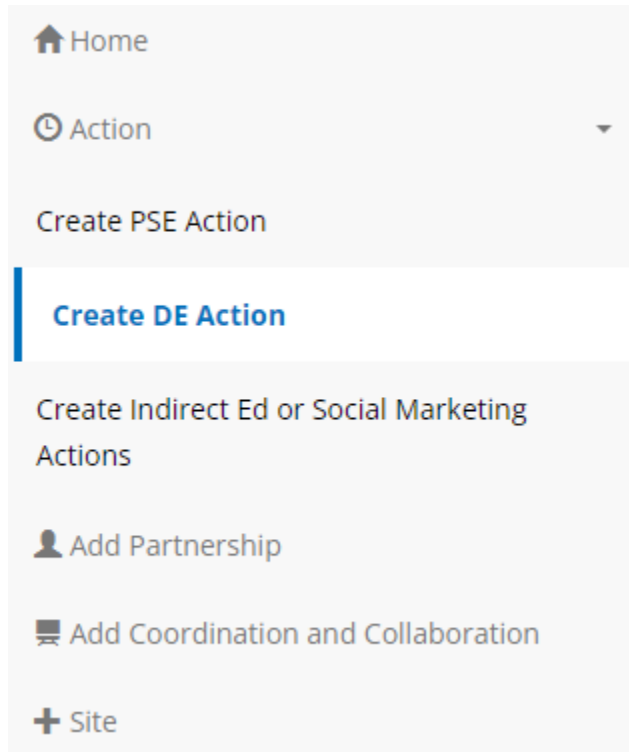 Home
Action
Create PSE Action
Create DE Action
Create Indirect Ed or Social Marketing
Actions
Add Partnership
Add Coordination and Collaboration
Site